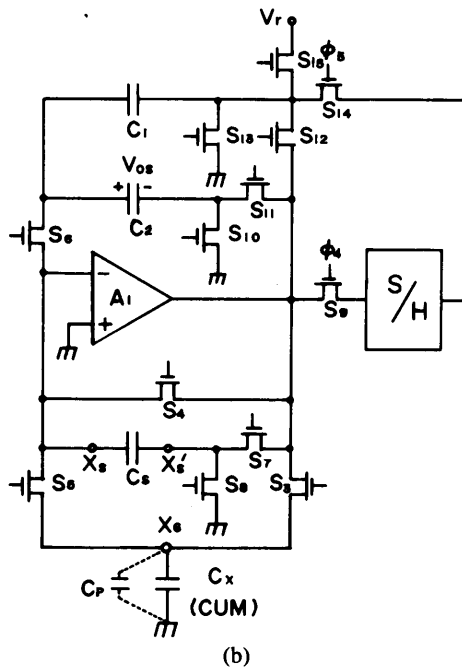 Vr
S15
φ5
C1
S13
S12
S14
Vos
+ -
C2
S11
S10
S6
φ4
-
A1
+
S9
S/H
S4
Xs
Cs
Xs'
S7
S5
S8
S3
X6
CP
Cx
(CUM)
(b)